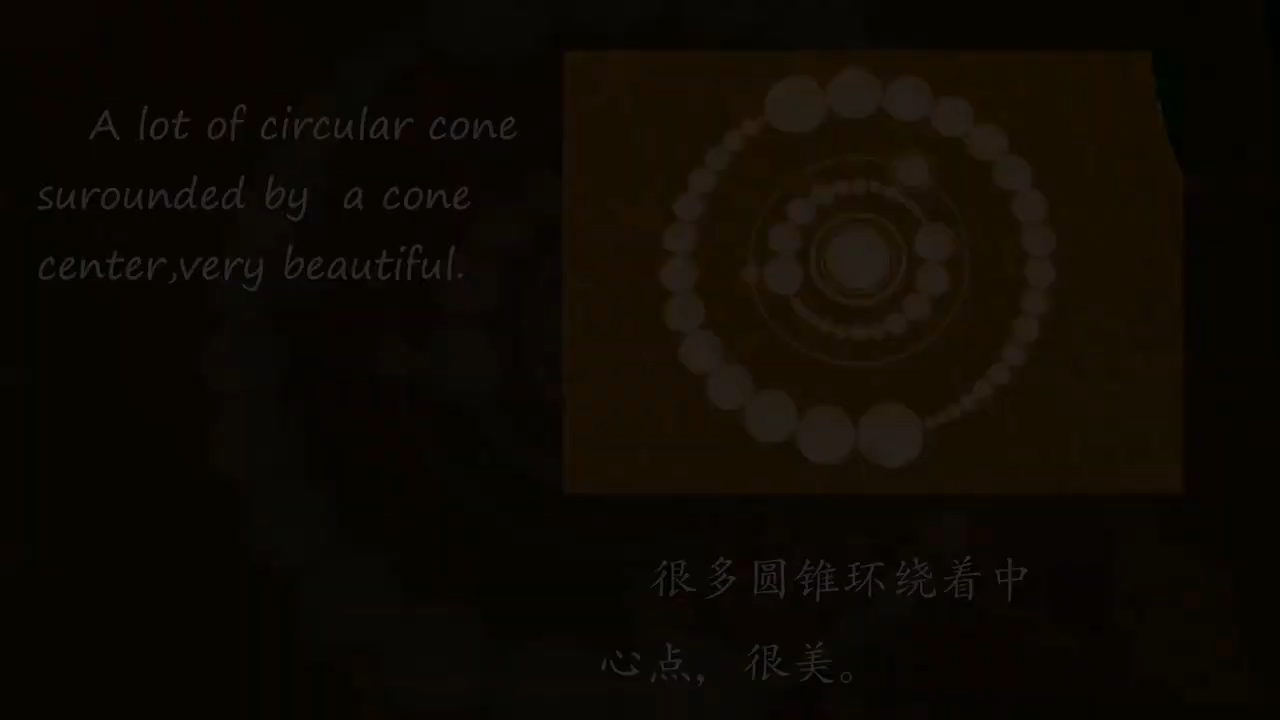 A lot of circular cone
surounded by a cone
center,very beautiful.
很多圆锥环绕着中
心点，很美。